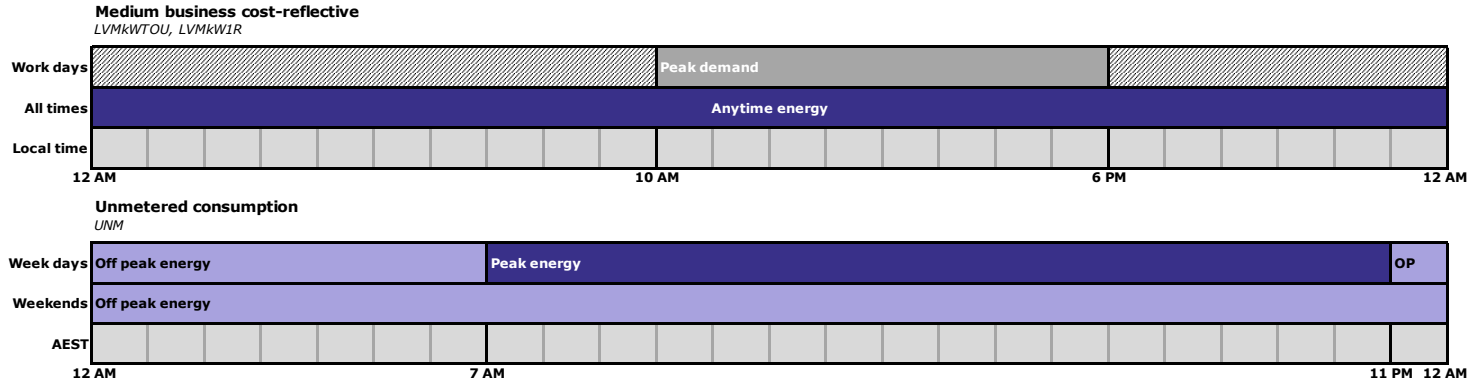 Medium business cost-reflective
LVMkWTOU, LVMkW1R
Work days Peak demand
All times Anytime energy
Local time
12 AM 10 AM 6 PM 12 AM
Unmetered consumption
UNM
Week days Off peak energy Peak energy OP
Weekends Off peak energy
AEST
12 AM 7 AM 11 PM 12 AM